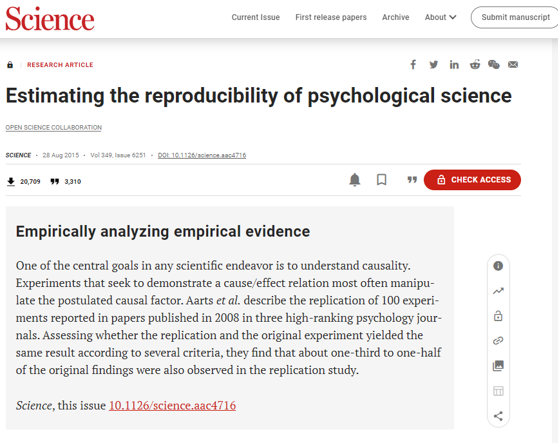 Science
Current Issue First release papers Archive About Submit manuscript
RESEARCH ARTICLE
Estimating the reproducibility of psychological science
OPEN SCIENCE COLLABORATION
SCIENCE • 28 Aug 2015 • Vol 349, Issue 6251 • DOI: 10.1126/science.aac4716
20,709 3,310
CHECK ACCESS
Empirically analyzing empirical evidence
One of the central goals in any scientific endeavor is to understand causality.
Experiments that seek to demonstrate a cause/effect relation most often manipu-
late the postulated causal factor. Aarts et al. describe the replication of 100 experi-
ments reported in papers published in 2008 in three high-ranking psychology jour-
nals. Assessing whether the replication and the original experiment yielded the
same result according to several criteria, they find that about one-third to one-half
of the original findings were also observed in the replication study.
Science, this issue 10.1126/science.aac4716